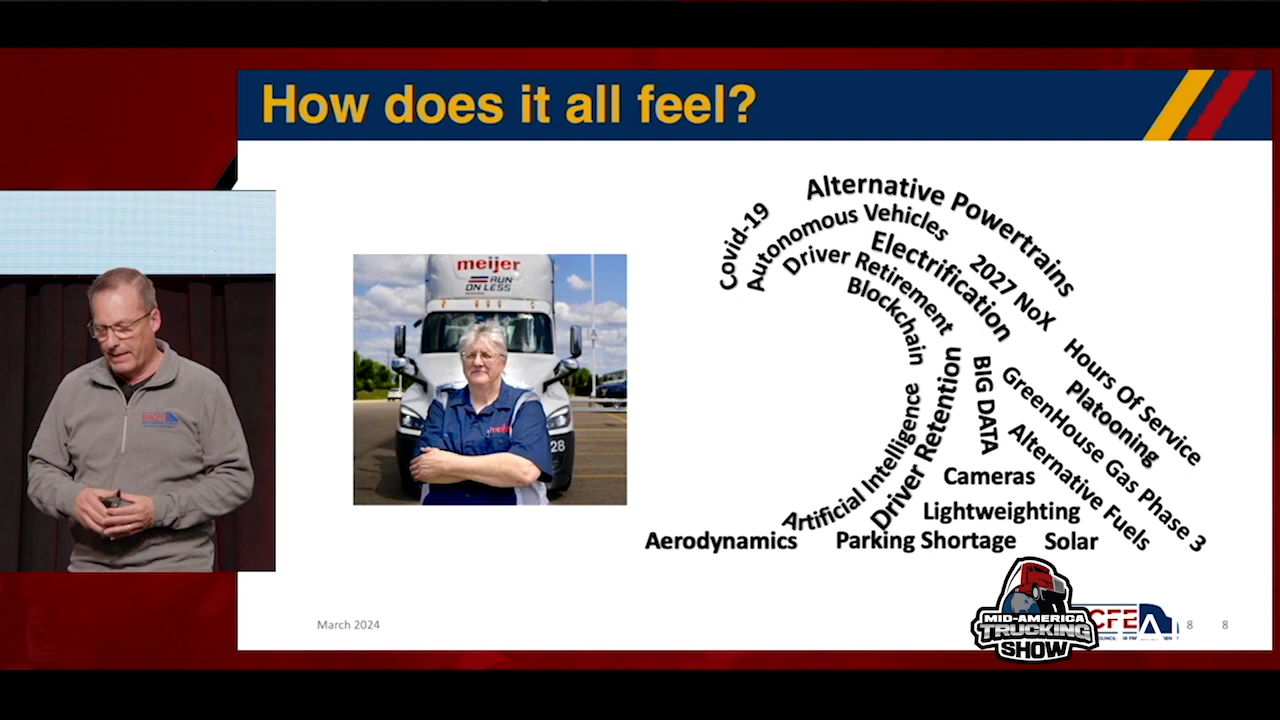 How does it all feel?
Alternative Powertrains
Covid-19
Autonomous Vehicles
Electrification
2027 NoX
Driver Retirement
Blockchain
Hours Of Service
Platooning
GreenHouse Gas Phase 3
BIG DATA
Alternative Fuels
Artificial Intelligence
Driver Retention
Cameras
Lightweighting
Aerodynamics
Parking Shortage
Solar
meijer
RUN
ON LESS
28
March 2024
MID-AMERICA
TRUCKING
SHOW
CFE
8
8